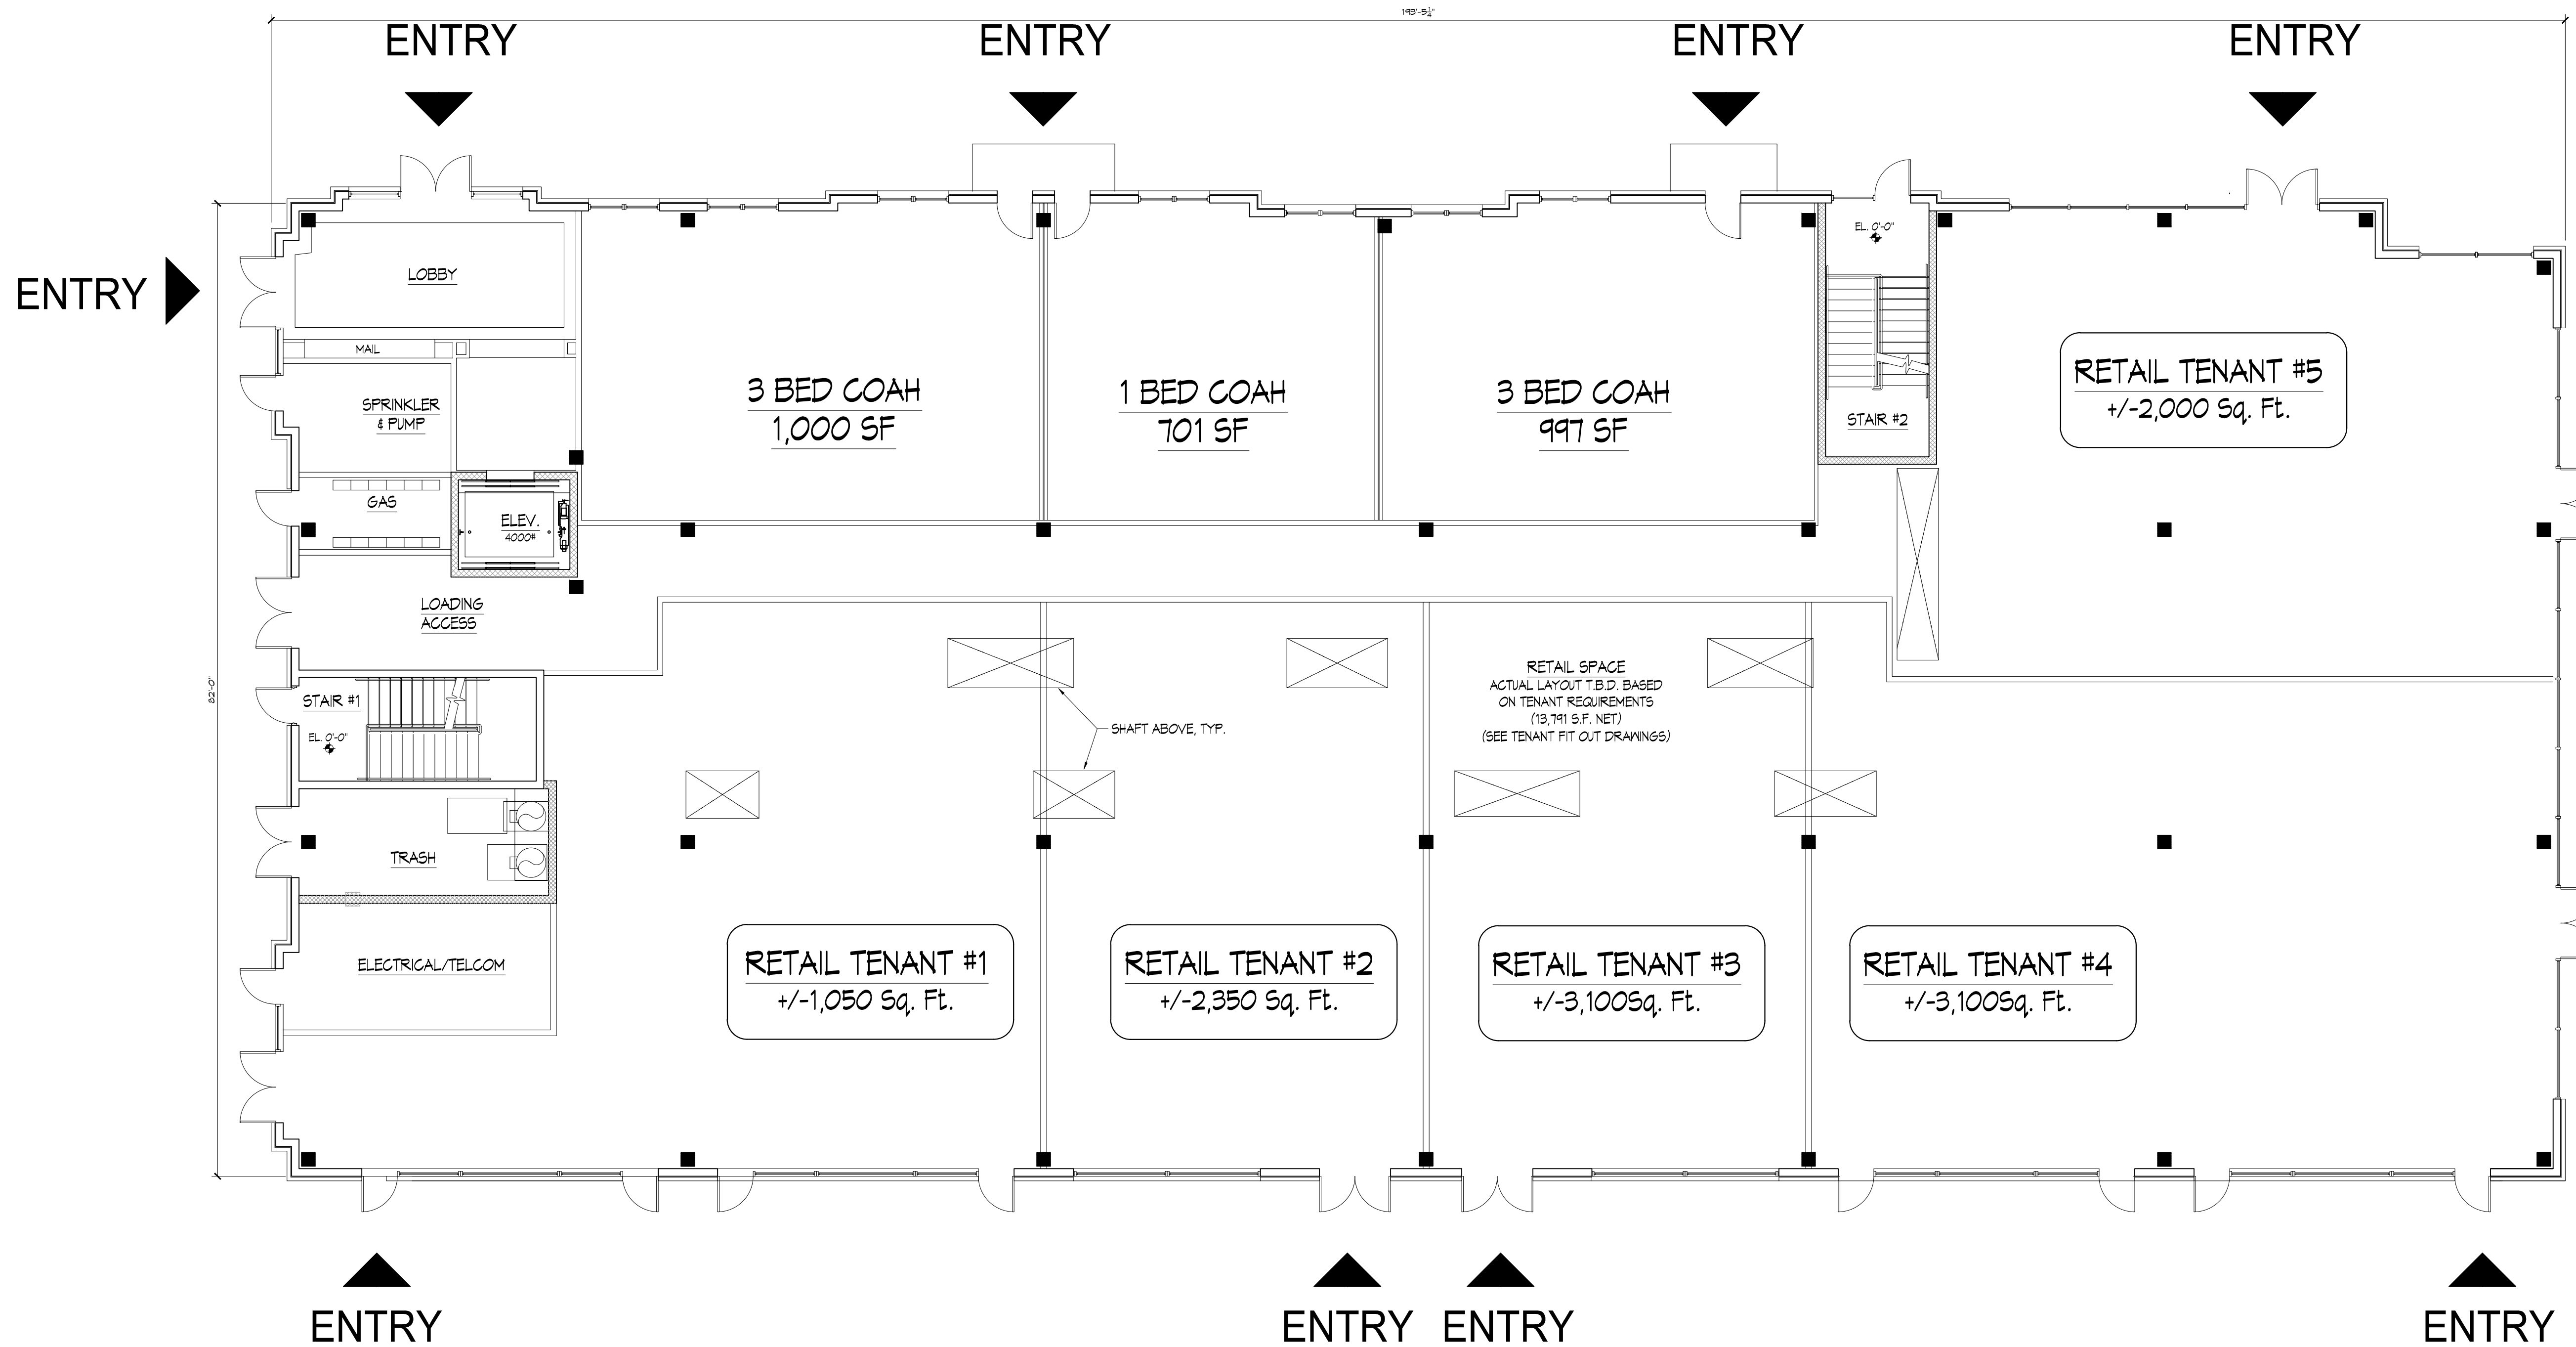 193'-5¼"
ENTRY
ENTRY
ENTRY
ENTRY
ENTRY
82'-0"
LOBBY
MAIL
SPRINKLER
& PUMP
GAS
ELEV.
4000#
LOADING
ACCESS
STAIR #1
EL. 0'-0"
TRASH
ELECTRICAL/TELCOM
3 BED COAH
1,000 SF
1 BED COAH
701 SF
3 BED COAH
997 SF
EL. 0'-0"
STAIR #2
RETAIL TENANT #5
+/-2,000 Sq. Ft.
RETAIL SPACE
ACTUAL LAYOUT T.B.D. BASED
ON TENANT REQUIREMENTS
(13,791 S.F. NET)
(SEE TENANT FIT OUT DRAWINGS)
SHAFT ABOVE, TYP.
RETAIL TENANT #1
+/-1,050 Sq. Ft.
RETAIL TENANT #2
+/-2,350 Sq. Ft.
RETAIL TENANT #3
+/-3,100Sq. Ft.
RETAIL TENANT #4
+/-3,100Sq. Ft.
ENTRY
ENTRY
ENTRY
ENTRY